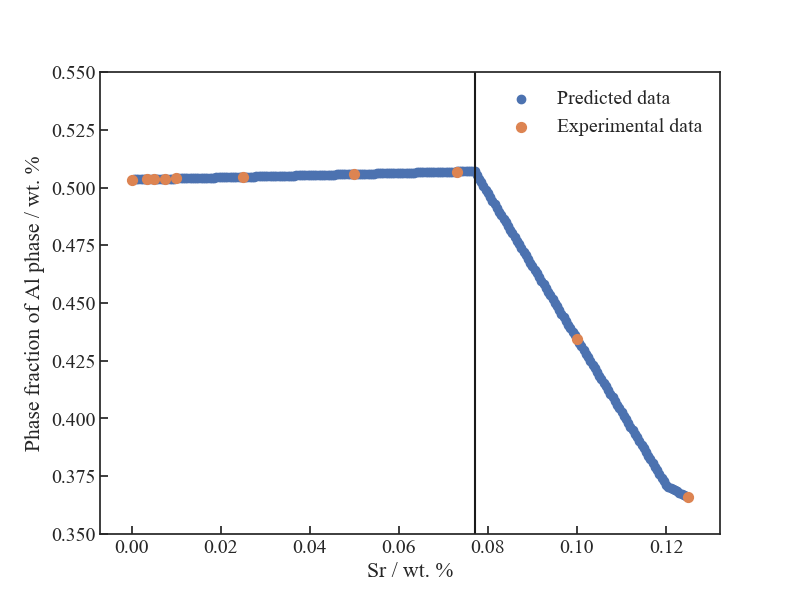 0.550
0.525
0.500
0.475
0.450
0.425
0.400
0.375
0.350
Phase fraction of Al phase / wt. %
Predicted data
Experimental data
0.00 0.02 0.04 0.06 0.08 0.10 0.12
Sr / wt. %